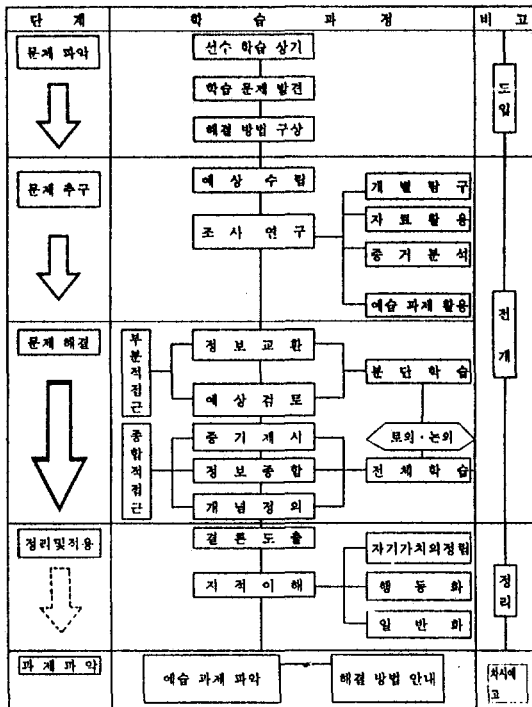 단 계 학 습 과 정 비 고
문제 파악
선수 학습 상기
학습 문제 발견
해결 방법 구상
도입
문제 추구
예 상 수 립
조 사 연 구
개 별 탐 구
자 료 활 용
증 거 분 석
예습 과제 활용
전개
문제 해결
부분적접근
정 보 교 환
예 상 검 토
분 단 학 습
토의·논의
종합적접근
증 기 제 시
정 보 종 합
개 념 정 의
전 체 학 습
정리및적용
결 론 도 출
지 적 이 해
자기가치의정립
행 동 화
일 반 화
정리
과 제 파 악
예습 과제 파악
해결 방법 안내
차시예
고